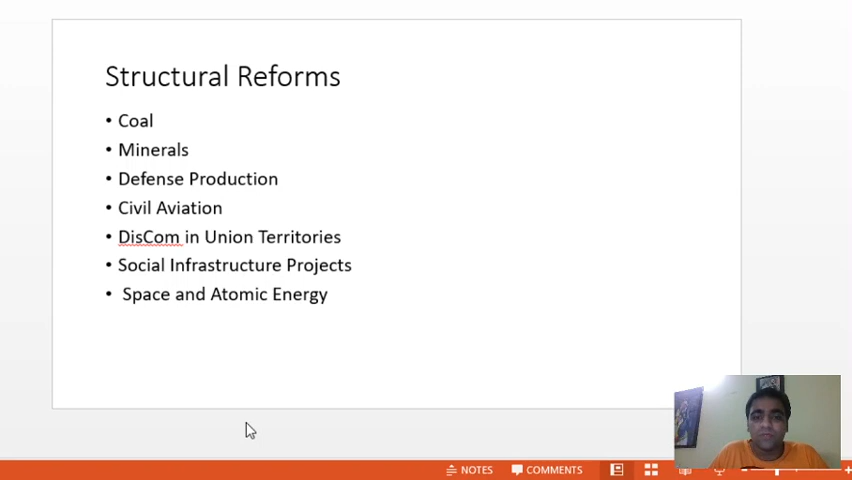 Structural Reforms
• Coal
• Minerals
• Defense Production
• Civil Aviation
• DisCom in Union Territories
• Social Infrastructure Projects
• Space and Atomic Energy
NOTES COMMENTS